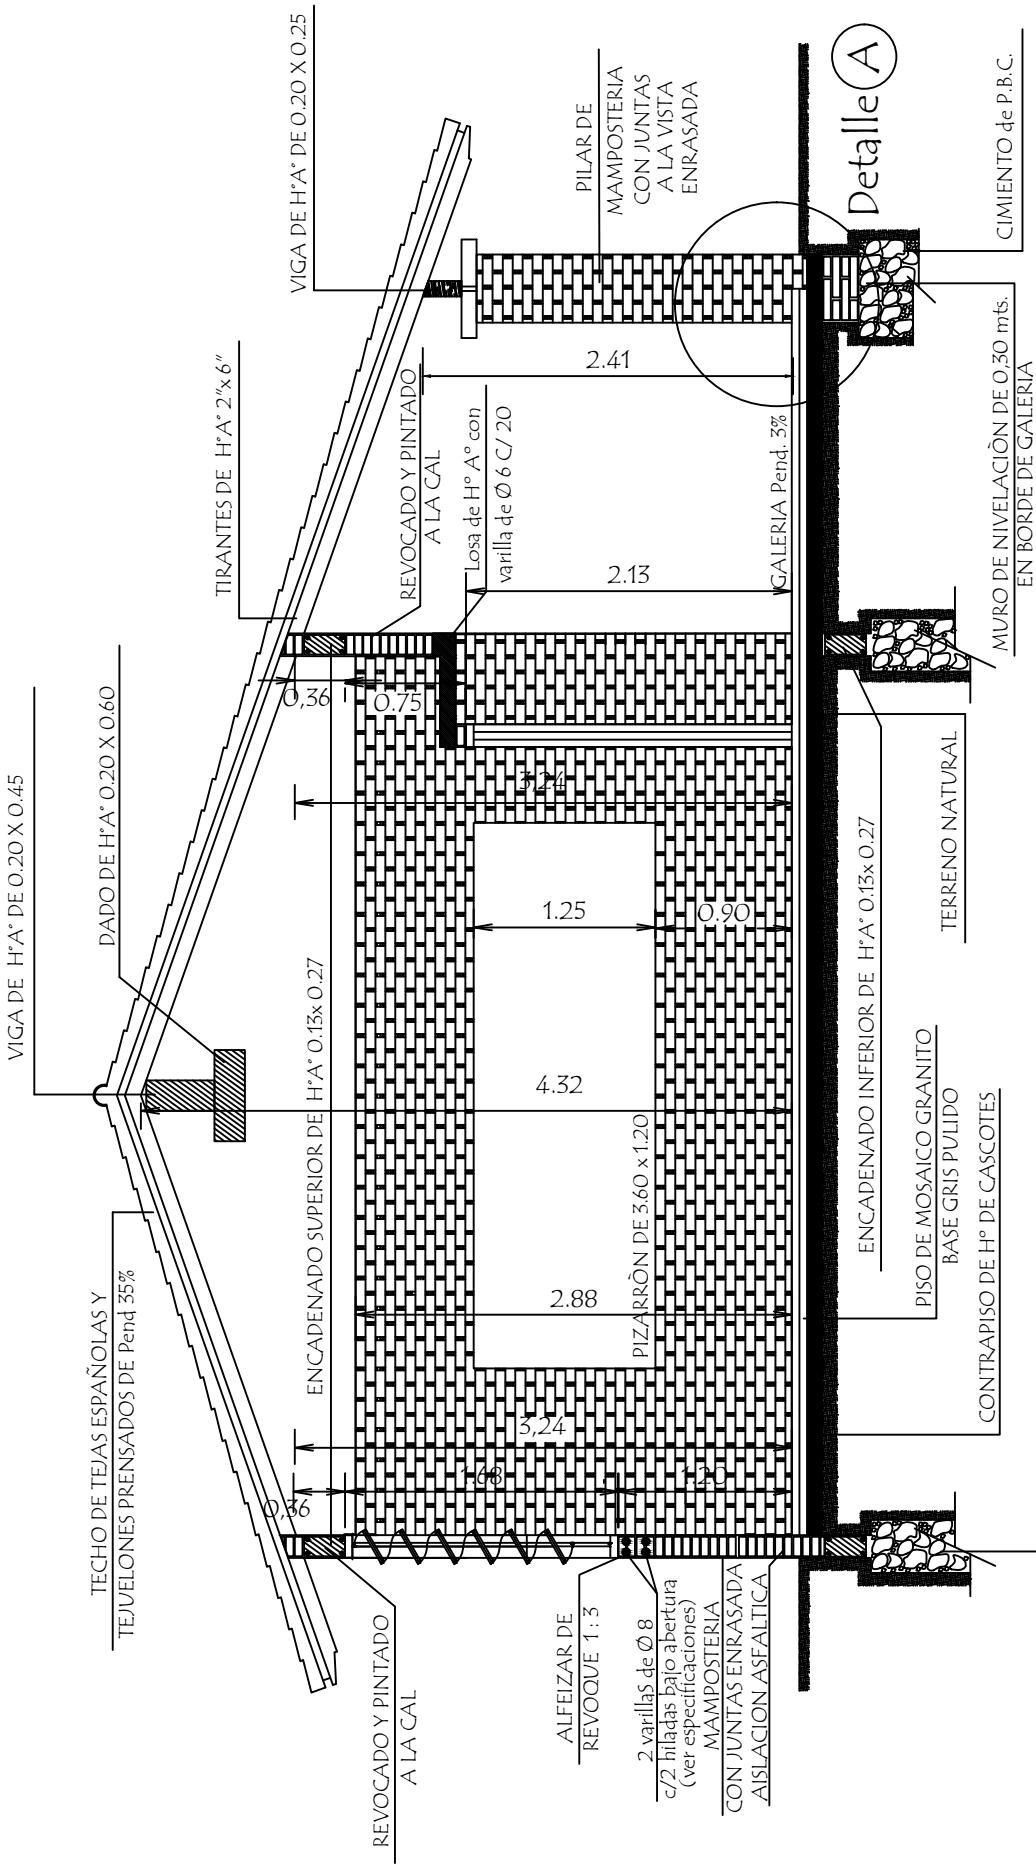 TECHO DE TEJAS ESPAÑOLAS Y
TEJUELONES PRENSADOS DE Pend 35%
VIGA DE H°A° DE 0.20 X 0.45
DADO DE H°A° 0.20 X 0.60
TIRANTES DE H°A° 2"x 6"
VIGA DE H°A° DE 0.20 X 0.25
REVOCADO Y PINTADO
A LA CAL
ENCADENADO SUPERIOR DE H°A° 0.13x 0.27
REVOCADO Y PINTADO
A LA CAL
Losa de H° A° con
varilla de Ø 6 C/ 20
PILAR DE
MAMPOSTERIA
CON JUNTAS
A LA VISTA
ENRASADA
0,36
1.68
1.20
3,24
2.88
4.32
1.25
0.90
3,24
0,36
0.75
2.13
2.41
PIZARRÒN DE 3.60 x 1.20
GALERIA Pend. 3%
ALFEIZAR DE
REVOQUE 1 : 3
2 varillas de Ø 8
c/2 hiladas bajo abertura
(ver especificaciones)
MAMPOSTERIA
CON JUNTAS ENRASADA
AISLACION ASFALTICA
Detalle A
ENCADENADO INFERIOR DE H°A° 0.13x 0.27
PISO DE MOSAICO GRANITO
BASE GRIS PULIDO
CONTRAPISO DE Hº DE CASCOTES
TERRENO NATURAL
MURO DE NIVELACIÒN DE 0,30 mts.
EN BORDE DE GALERIA
CIMIENTO de P.B.C.